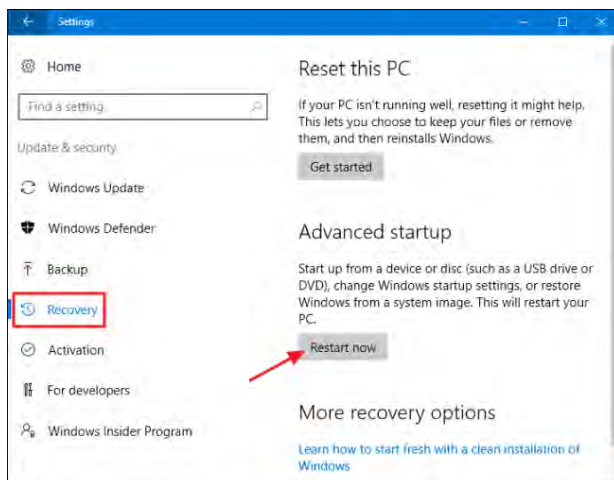 Settings
Home
Find a setting
Update & security
Windows Update
Windows Defender
Backup
Recovery
Activation
For developers
Windows Insider Program
Reset this PC
If your PC isn't running well, resetting it might help.
This lets you choose to keep your files or remove
them, and then reinstalls Windows.
Get started
Advanced startup
Start up from a device or disc (such as a USB drive or
DVD), change Windows startup settings, or restore
Windows from a system image. This will restart your
PC.
Restart now
More recovery options
Learn how to start fresh with a clean installation of
Windows